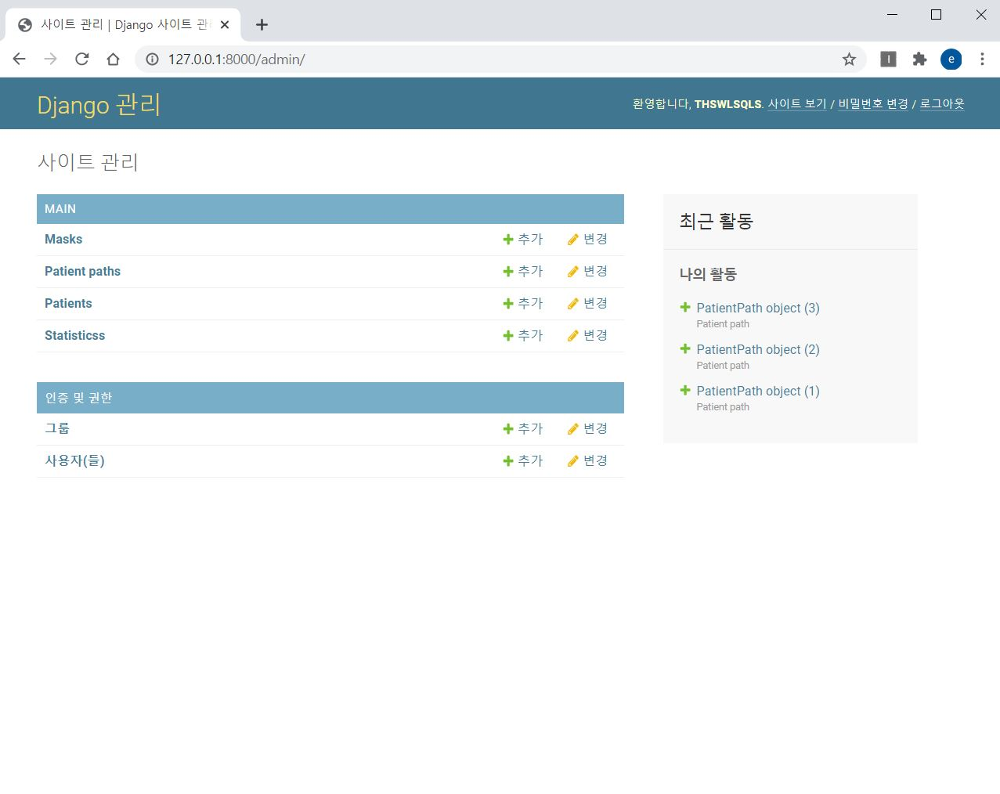 사이트 관리 | Django 사이트 관
127.0.0.1:8000/admin/
e
Django 관리
환영합니다, THSWLSQLS. 사이트 보기 / 비밀번호 변경 / 로그아웃
사이트 관리
MAIN
Masks 추가 변경
Patient paths 추가 변경
Patients 추가 변경
Statisticss 추가 변경
인증 및 권한
그룹 추가 변경
사용자(들) 추가 변경
최근 활동
나의 활동
PatientPath object (3)
Patient path
PatientPath object (2)
Patient path
PatientPath object (1)
Patient path